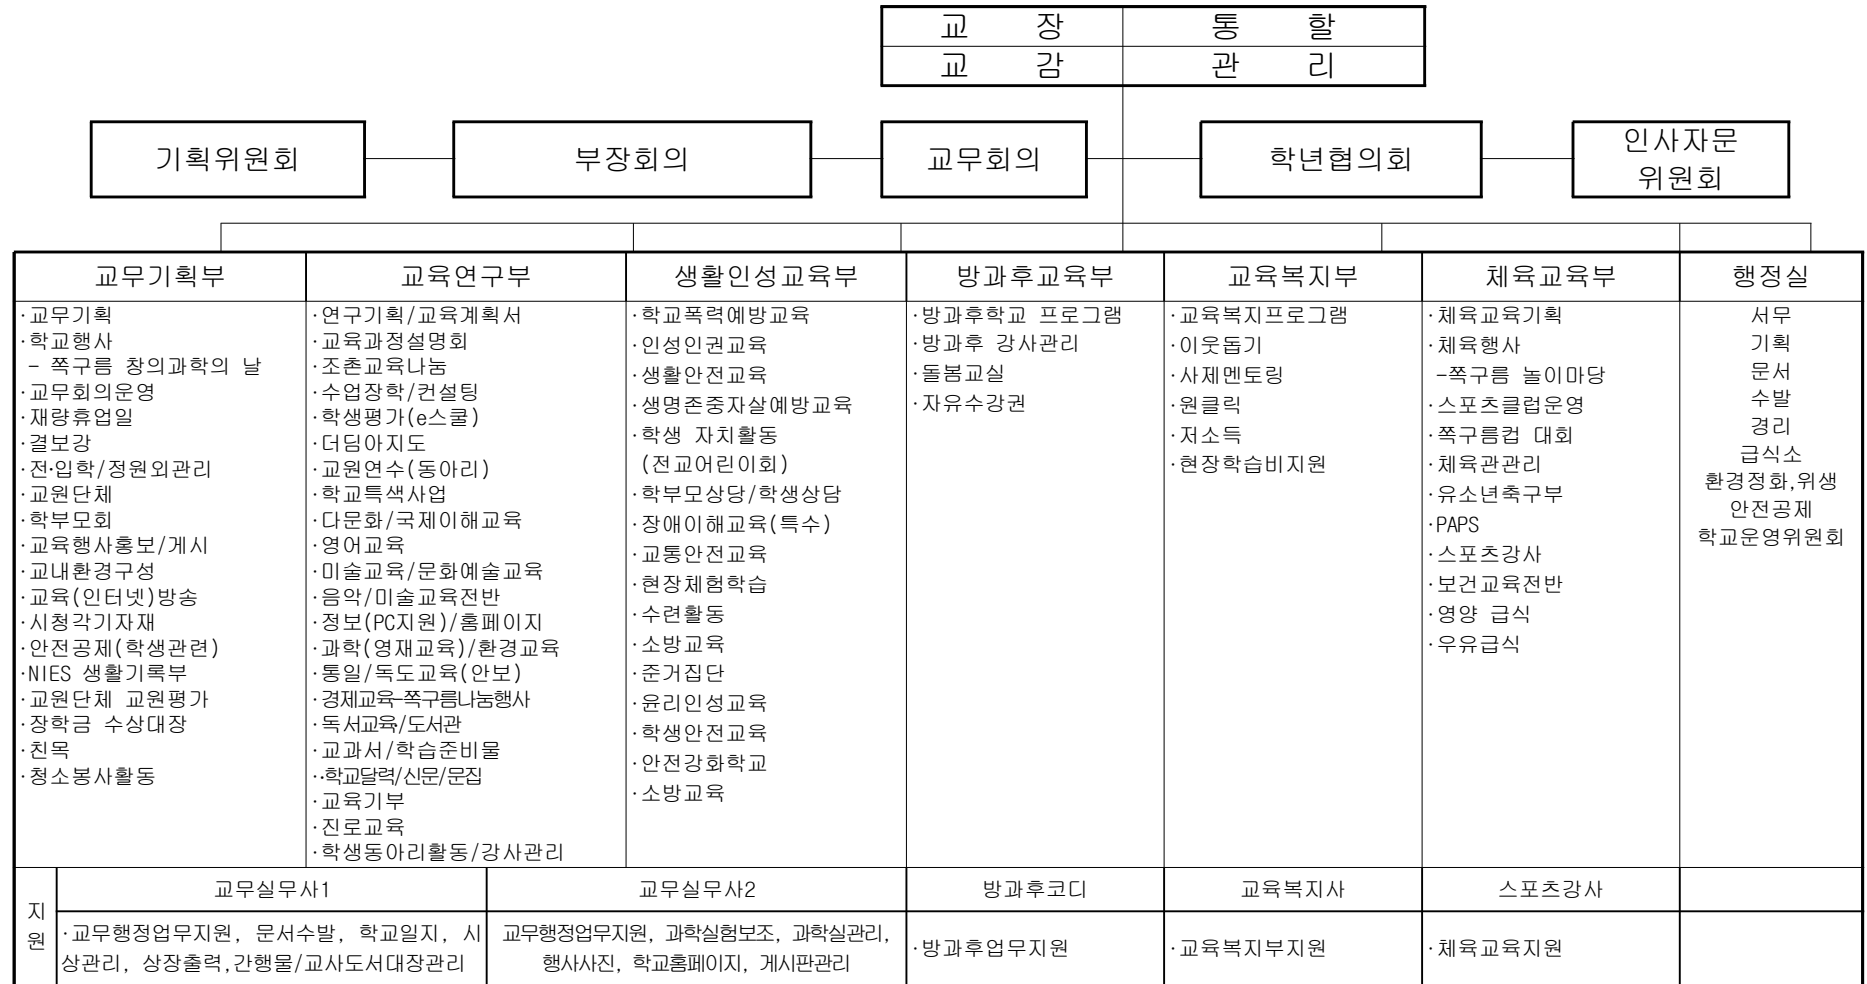 교 장 통 할
교 감 관 리
기획위원회 부장회의 교무회의 학년협의회 인사자문
위원회
교무기획부
·교무기획
·학교행사
- 쪽구름 창의과학의 날
·교무회의운영
·재량휴업일
·결보강
·전·입학/정원외관리
·교원단체
·학부모회
·교육행사홍보/게시
·교내환경구성
·교육(인터넷)방송
·시청각기자재
·안전공제(학생관련)
·NIES 생활기록부
·교원단체 교원평가
·장학금 수상대장
·친목
·청소봉사활동
교육연구부
·연구기획/교육계획서
·교육과정설명회
·조촌교육나눔
·수업장학/컨설팅
·학생평가(e스쿨)
·더딤아지도
·교원연수(동아리)
·학교특색사업
·다문화/국제이해교육
·영어교육
·미술교육/문화예술교육
·음악/미술교육전반
·정보(PC지원)/홈페이지
·과학(영재교육)/환경교육
·통일/독도교육(안보)
·경제교육-쪽구름나눔행사
·독서교육/도서관
·교과서/학습준비물
··학교달력/신문/문집
·교육기부
·진로교육
·학생동아리활동/강사관리
생활인성교육부
·학교폭력예방교육
·인성인권교육
·생활안전교육
·생명존중자살예방교육
·학생 자치활동
(전교어린이회)
·학부모상담/학생상담
·장애이해교육(특수)
·교통안전교육
·현장체험학습
·수련활동
·소방교육
·준거집단
·윤리인성교육
·학생안전교육
·안전강화학교
·소방교육
방과후교육부
·방과후학교 프로그램
·방과후 강사관리
·돌봄교실
·자유수강권
교육복지부
·교육복지프로그램
·이웃돕기
·사제멘토링
·원클릭
·저소득
·현장학습비지원
체육교육부
·체육교육기획
·체육행사
-쪽구름 놀이마당
·스포츠클럽운영
·쪽구름컵 대회
·체육관관리
·유소년축구부
·PAPS
·스포츠강사
·보건교육전반
·영양 급식
·우유급식
행정실
서무
기획
문서
수발
경리
급식소
환경정화,위생
안전공제
학교운영위원회
지
원
교무실무사1 교무실무사2 방과후코디 교육복지사 스포츠강사
·교무행정업무지원, 문서수발, 학교일지, 시
상관리, 상장출력,간행물/교사도서대장관리
교무행정업무지원, 과학실험보조, 과학실관리,
행사사진, 학교홈페이지, 게시판관리
·방과후업무지원
·교육복지부지원
·체육교육지원